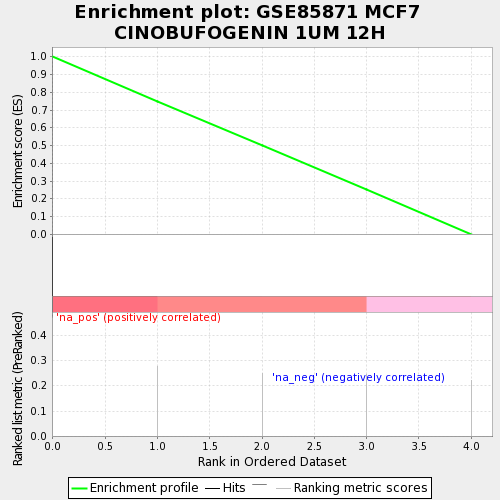 Enrichment plot: GSE85871 MCF7
CINOBUFOGENIN 1UM 12H
Enrichment score (ES)
1.0
0.9
0.8
0.7
0.6
0.5
0.4
0.3
0.2
0.1
0.0
'na_pos' (positively correlated)
'na_neg' (negatively correlated)
Ranked list metric (PreRanked)
0.4
0.3
0.2
0.1
0.0
0.0 0.5 1.0 1.5 2.0 2.5 3.0 3.5 4.0
Rank in Ordered Dataset
Enrichment profile Hits Ranking metric scores